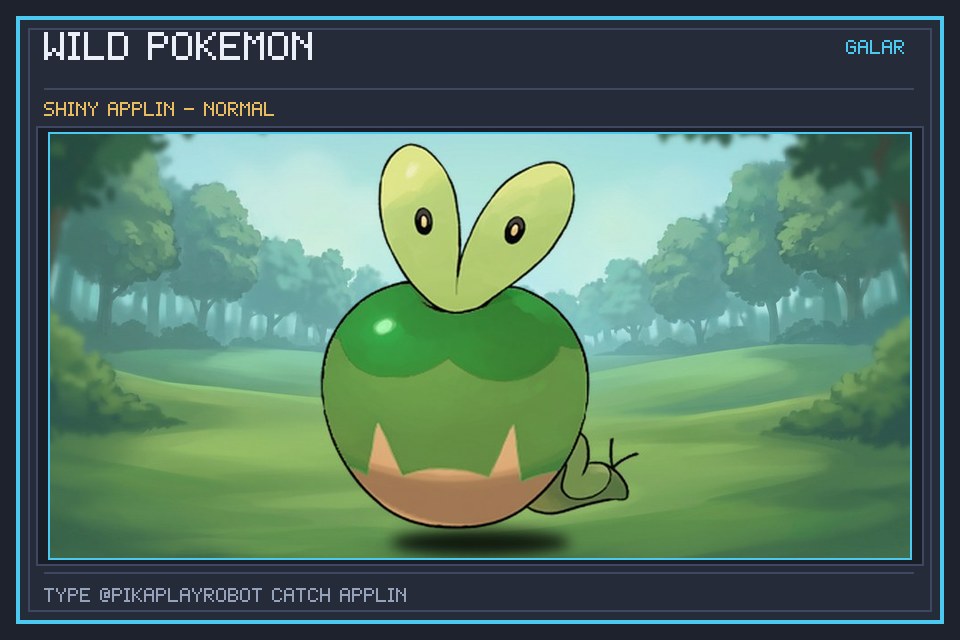 WILD POKEMON
GALAR
SHINY APPLIN - NORMAL
TYPE @PIKAPLAYROBOT CATCH APPLIN